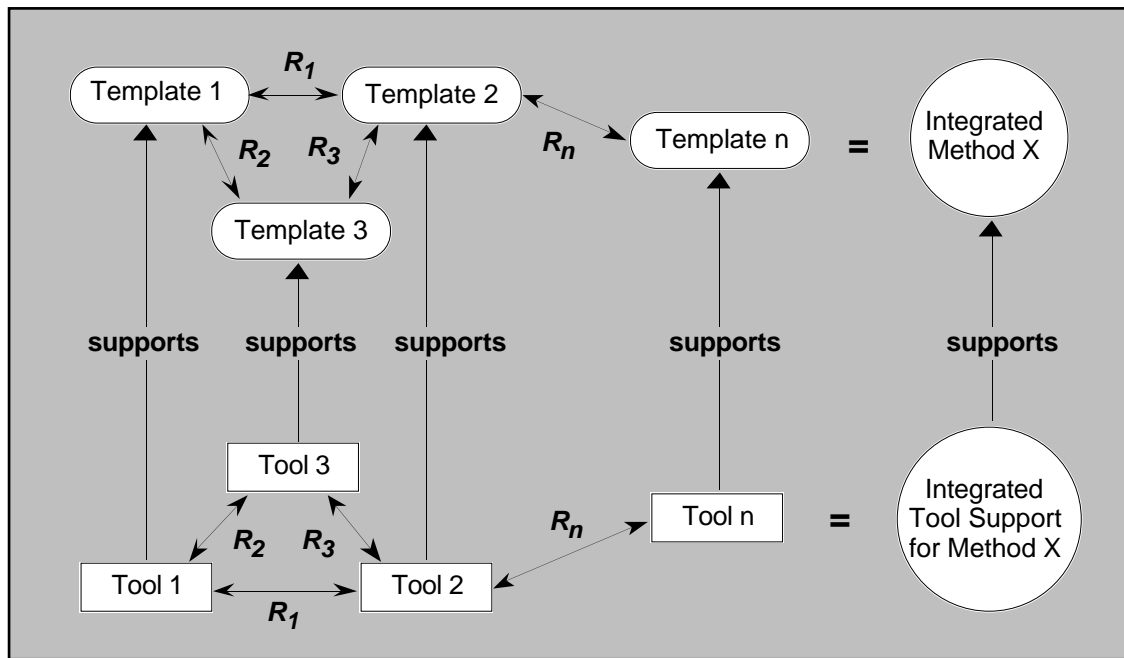 R1
Template 1
Template 2
Rn
Template n
=
Integrated
Method X
R2
R3
Template 3
supports
supports
supports
supports
supports
Tool 3
Integrated
Tool Support
for Method X
Rn
Tool n
=
R2
R3
Tool 1
Tool 2
R1